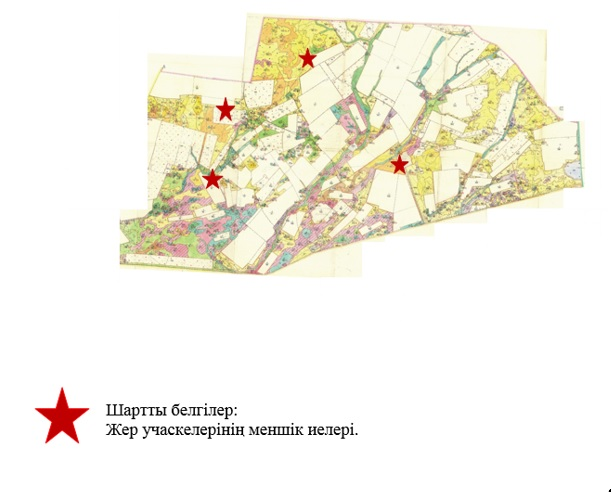 Шартты белгілер:
Жер учаскелерінің меншік иелері.